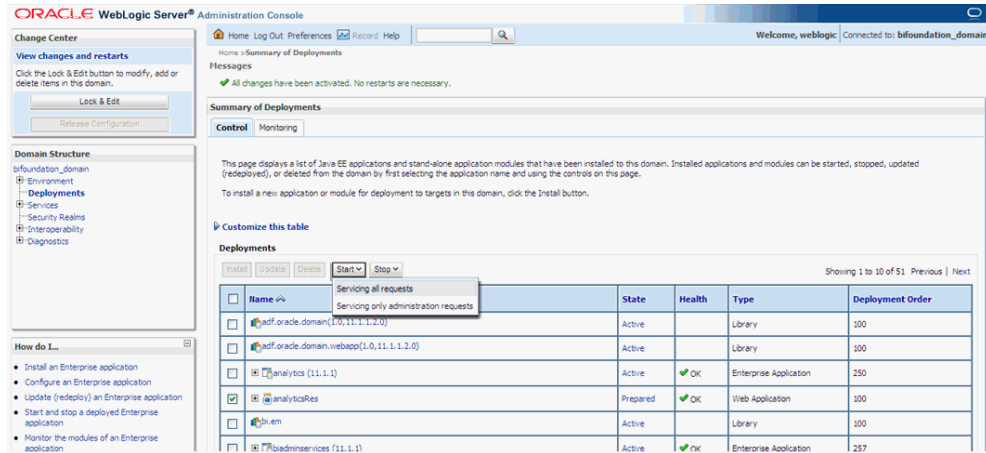 ORACLE WebLogic Server® Administration Console
Change Center
View changes and restarts
Click the Lock & Edit button to modify, add or
delete items in this domain.
Lock & Edit
Release Configuration
Domain Structure
bifoundation_domain
Environment
Deployments
Services
Security Realms
Interoperability
Diagnostics
How do I...
Install an Enterprise application
Configure an Enterprise application
Update (redeploy) an Enterprise application
Start and stop a deployed Enterprise
application
Monitor the modules of an Enterprise
application
Home Log Out Preferences Record Help
Welcome, weblogic Connected to: bifoundation_domain
Home >Summary of Deployments
Messages
All changes have been activated. No restarts are necessary.
Summary of Deployments
Control Monitoring
This page displays a list of Java EE applications and stand-alone application modules that have been installed to this domain. Installed applications and modules can be started, stopped, updated
(redeployed), or deleted from the domain by first selecting the application name and using the controls on this page.
To install a new application or module for deployment to targets in this domain, click the Install button.
Customize this table
Deployments
Install Update Delete Start Stop
Showing 1 to 10 of 51 Previous | Next
Servicing all requests
Servicing only administration requests
Name State Health Type Deployment Order
adf.oracle.domain(1.0,11.1.1.2.0) Active Library 100
adf.oracle.domain.webapp(1.0,11.1.1.2.0) Active Library 100
analytics (11.1.1) Active OK Enterprise Application 250
analyticsRes Prepared OK Web Application 100
bi.em Active Library 100
biadminservices (11.1.1) Active OK Enterprise Application 257